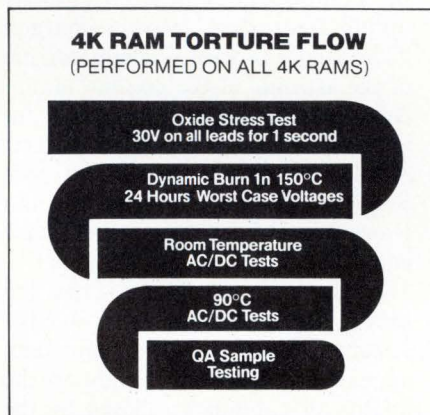 4K RAM TORTURE FLOW
(PERFORMED ON ALL 4K RAMS)
Oxide Stress Test
30V on all leads for 1 second
Dynamic Burn 1n 150°C
24 Hours Worst Case Voltages
Room Temperature
AC/DC Tests
90°C
AC/DC Tests
QA Sample
Testing